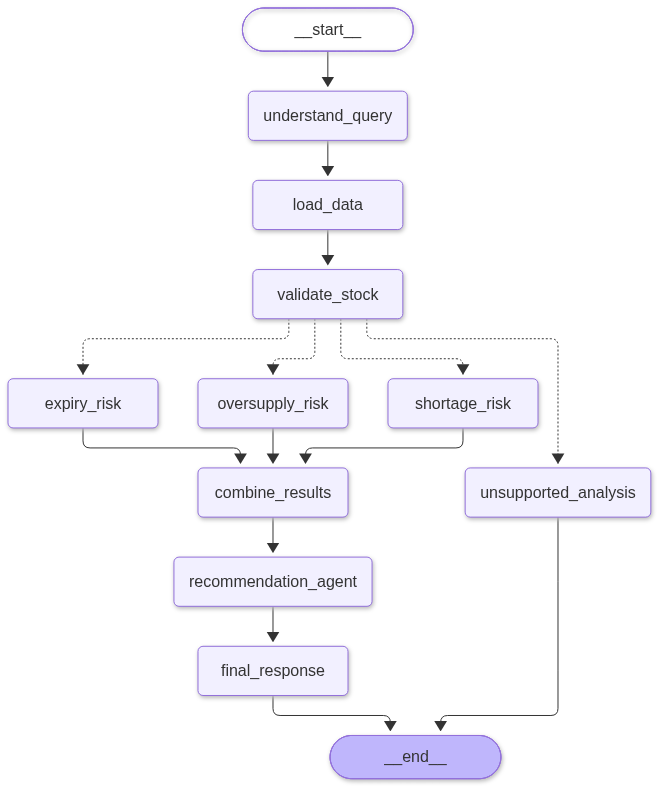 __start__
understand_query
load_data
validate_stock
expiry_risk
oversupply_risk
shortage_risk
combine_results
unsupported_analysis
recommendation_agent
final_response
__end__